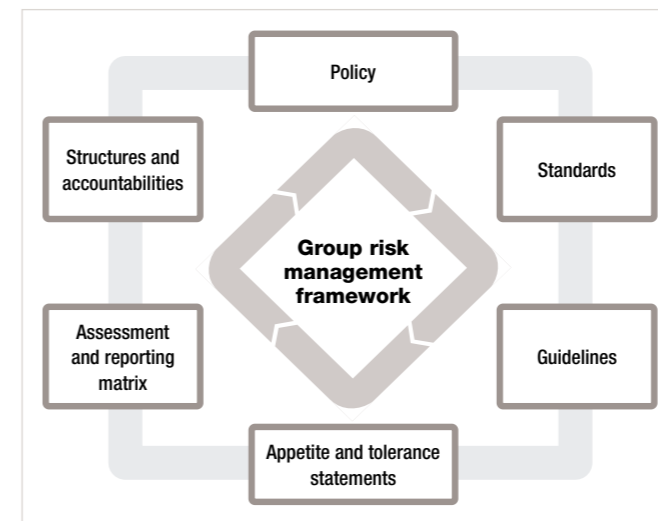 Policy
Structures and
accountabilities
Standards
Group risk
management
framework
Assessment
and reporting
matrix
Guidelines
Appetite and tolerance
statements